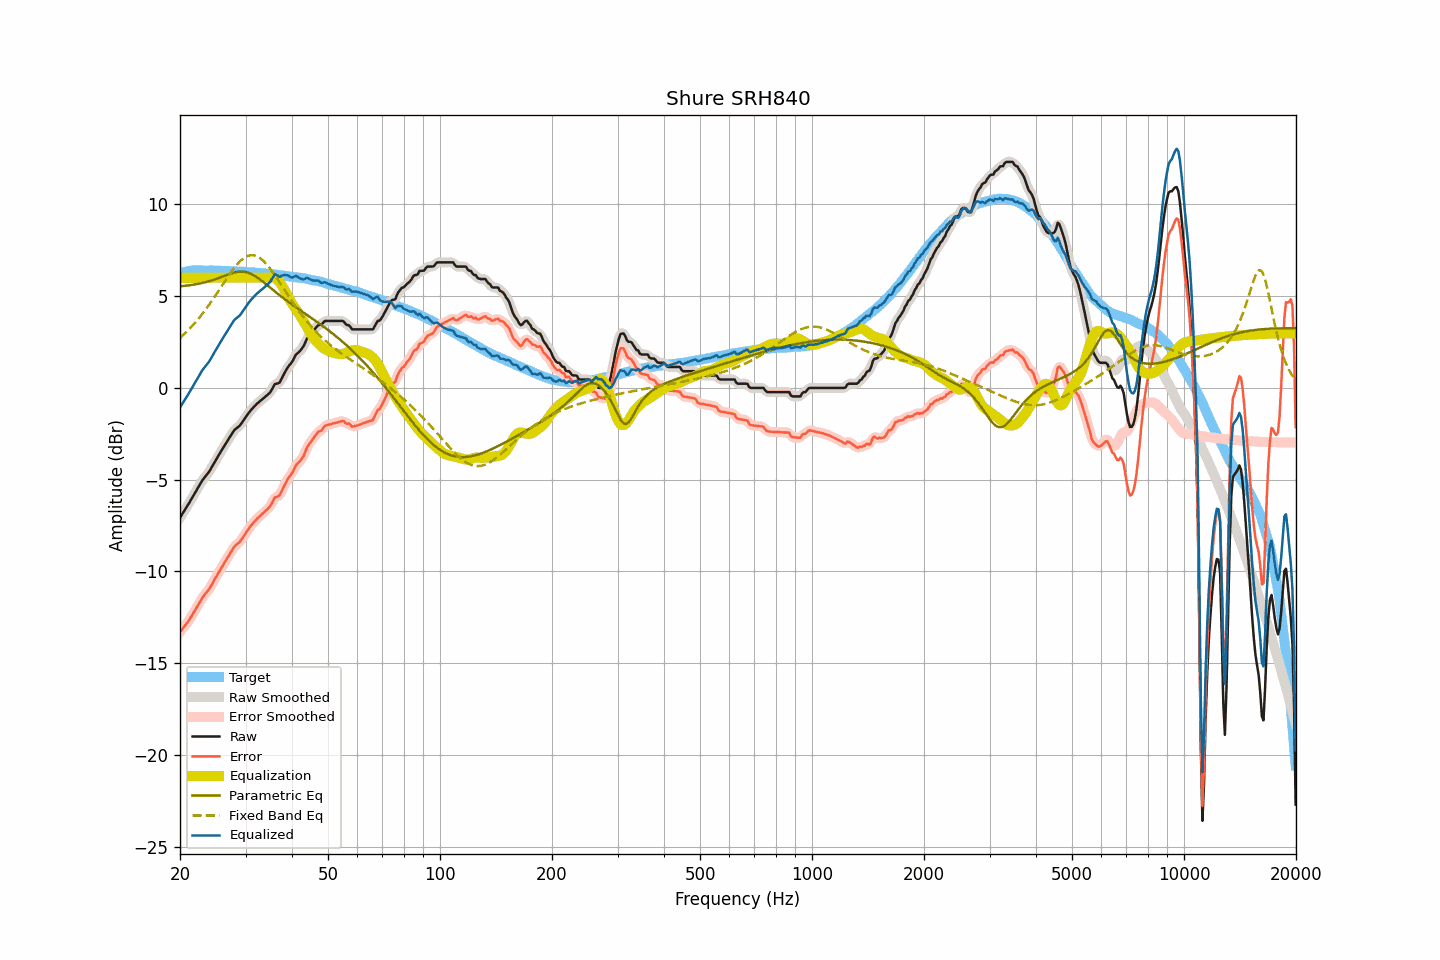 Shure SRH840
Amplitude (dBr)
10
5
0
−5
−10
−15
−20
−25
Target
Raw Smoothed
Error Smoothed
Raw
Error
Equalization
Parametric Eq
Fixed Band Eq
Equalized
20 50 100 200 500 1000 2000 5000 10000 20000
Frequency (Hz)